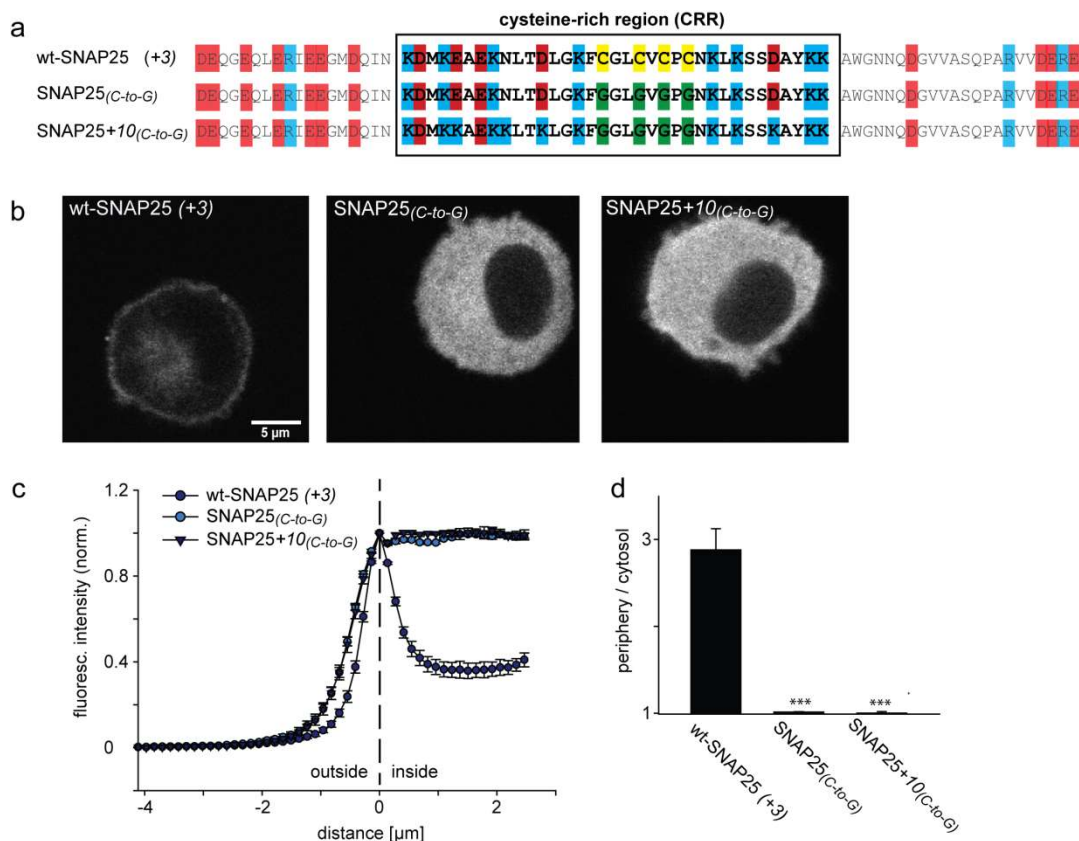 a
cysteine-rich region (CRR)
wt-SNAP25 (+3) DEQGEQLERIEEGMDQIN KDMKEAEKNLTDLGKFCGLCVCPCNKLKSSDAYKK AWGNNQDGVVASQPARVVDERE
SNAP25(C-to-G) DEQGEQLERIEEGMDQIN KDMKEAEKNLTDLGKFGGLGVGPGNKLKSSDAYKK AWGNNQDGVVASQPARVVDERE
SNAP25+10(C-to-G) DEQGEQLERIEEGMDQIN KDMKKAEKKLTKLGKFGGLGVGPGNKLKSSKAYKK AWGNNQDGVVASQPARVVDERE
b
wt-SNAP25 (+3)
5 µm
SNAP25(C-to-G)
SNAP25+10(C-to-G)
c
fluoresc. intensity (norm.)
1.2
0.8
0.4
0
wt-SNAP25 (+3)
SNAP25(C-to-G)
SNAP25+10(C-to-G)
outside
inside
-4
-2
0
2
distance [µm]
d
periphery / cytosol
3
1
***
***
wt-SNAP25 (+3)
SNAP25(C-to-G)
SNAP25+10(C-to-G)